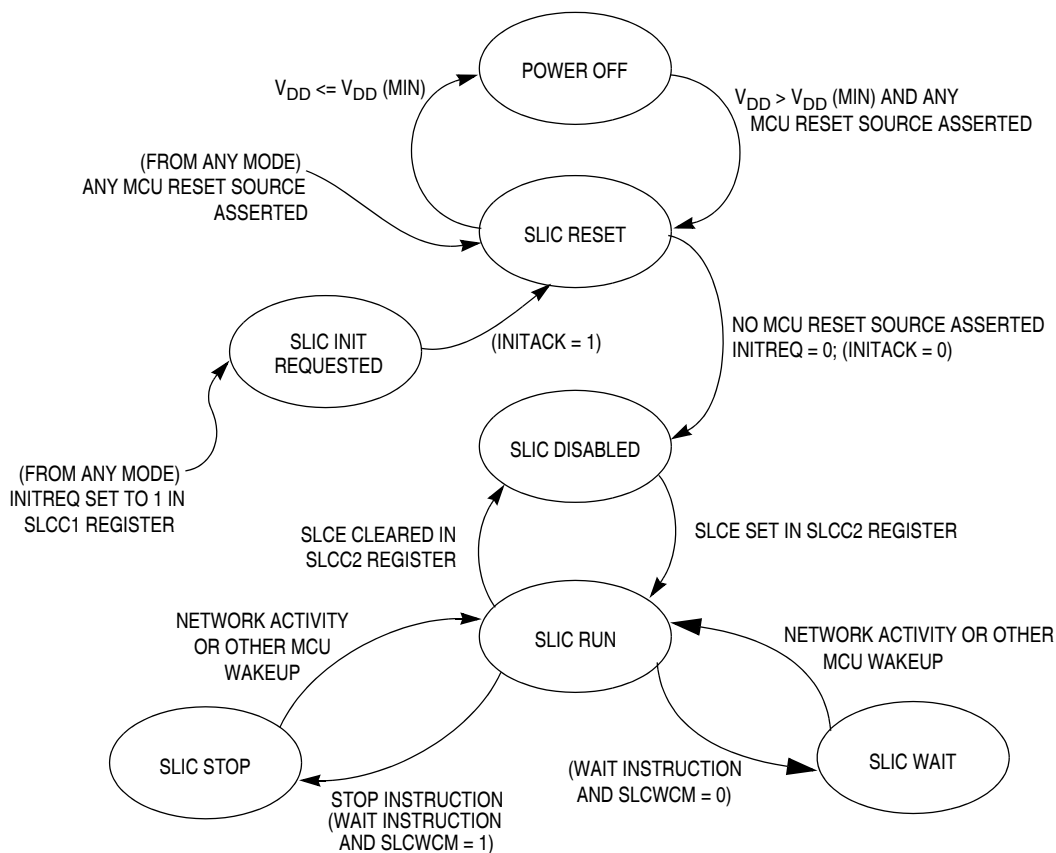 POWER OFF
V_DD <= V_DD (MIN)
V_DD > V_DD (MIN) AND ANY
MCU RESET SOURCE ASSERTED
(FROM ANY MODE)
ANY MCU RESET SOURCE
ASSERTED
SLIC RESET
SLIC INIT
REQUESTED
(INITACK = 1)
NO MCU RESET SOURCE ASSERTED
INITREQ = 0; (INITACK = 0)
SLIC DISABLED
(FROM ANY MODE)
INITREQ SET TO 1 IN
SLCC1 REGISTER
SLCE CLEARED IN
SLCC2 REGISTER
SLCE SET IN SLCC2 REGISTER
NETWORK ACTIVITY
OR OTHER MCU
WAKEUP
SLIC RUN
NETWORK ACTIVITY OR OTHER
MCU WAKEUP
SLIC STOP
SLIC WAIT
STOP INSTRUCTION
(WAIT INSTRUCTION
AND SLCWCM = 1)
(WAIT INSTRUCTION
AND SLCWCM = 0)